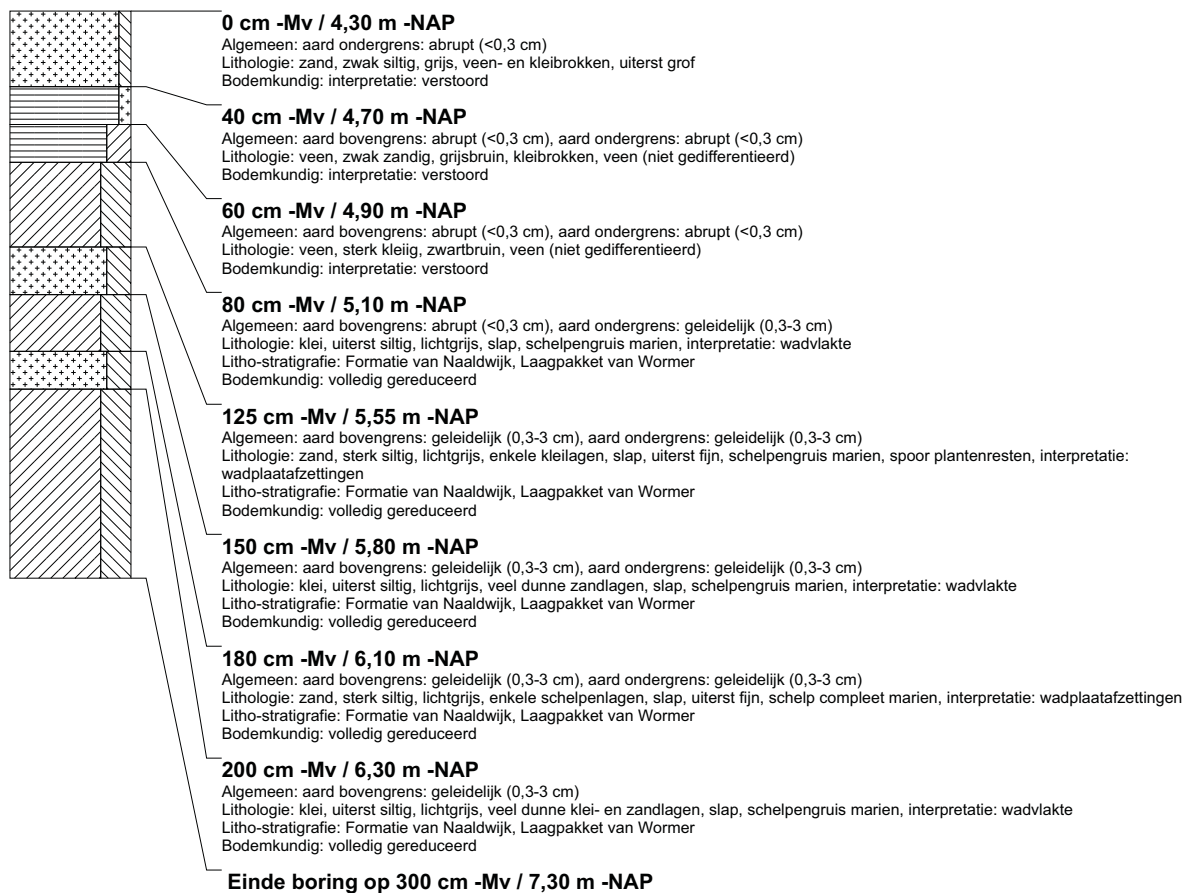 0 cm -Mv / 4,30 m -NAP
Algemeen: aard ondergrens: abrupt (<0,3 cm)
Lithologie: zand, zwak siltig, grijs, veen- en kleibrokken, uiterst grof
Bodemkundig: interpretatie: verstoord
40 cm -Mv / 4,70 m -NAP
Algemeen: aard bovengrens: abrupt (<0,3 cm), aard ondergrens: abrupt (<0,3 cm)
Lithologie: veen, zwak zandig, grijsbruin, kleibrokken, veen (niet gedifferentieerd)
Bodemkundig: interpretatie: verstoord
60 cm -Mv / 4,90 m -NAP
Algemeen: aard bovengrens: abrupt (<0,3 cm), aard ondergrens: abrupt (<0,3 cm)
Lithologie: veen, sterk kleiig, zwartbruin, veen (niet gedifferentieerd)
Bodemkundig: interpretatie: verstoord
80 cm -Mv / 5,10 m -NAP
Algemeen: aard bovengrens: abrupt (<0,3 cm), aard ondergrens: geleidelijk (0,3-3 cm)
Lithologie: klei, uiterst siltig, lichtgrijs, slap, schelpengruis marien, interpretatie: wadvlakte
Litho-stratigrafie: Formatie van Naaldwijk, Laagpakket van Wormer
Bodemkundig: volledig gereduceerd
125 cm -Mv / 5,55 m -NAP
Algemeen: aard bovengrens: geleidelijk (0,3-3 cm), aard ondergrens: geleidelijk (0,3-3 cm)
Lithologie: zand, sterk siltig, lichtgrijs, enkele kleilagen, slap, uiterst fijn, schelpengruis marien, spoor plantenresten, interpretatie:
wadplaatafzettingen
Litho-stratigrafie: Formatie van Naaldwijk, Laagpakket van Wormer
Bodemkundig: volledig gereduceerd
150 cm -Mv / 5,80 m -NAP
Algemeen: aard bovengrens: geleidelijk (0,3-3 cm), aard ondergrens: geleidelijk (0,3-3 cm)
Lithologie: klei, uiterst siltig, lichtgrijs, veel dunne zandlagen, slap, schelpengruis marien, interpretatie: wadvlakte
Litho-stratigrafie: Formatie van Naaldwijk, Laagpakket van Wormer
Bodemkundig: volledig gereduceerd
180 cm -Mv / 6,10 m -NAP
Algemeen: aard bovengrens: geleidelijk (0,3-3 cm), aard ondergrens: geleidelijk (0,3-3 cm)
Lithologie: zand, sterk siltig, lichtgrijs, enkele schelpenlagen, slap, uiterst fijn, schelp compleet marien, interpretatie: wadplaatafzettingen
Litho-stratigrafie: Formatie van Naaldwijk, Laagpakket van Wormer
Bodemkundig: volledig gereduceerd
200 cm -Mv / 6,30 m -NAP
Algemeen: aard bovengrens: geleidelijk (0,3-3 cm)
Lithologie: klei, uiterst siltig, lichtgrijs, veel dunne klei- en zandlagen, slap, schelpengruis marien, interpretatie: wadvlakte
Litho-stratigrafie: Formatie van Naaldwijk, Laagpakket van Wormer
Bodemkundig: volledig gereduceerd
Einde boring op 300 cm -Mv / 7,30 m -NAP